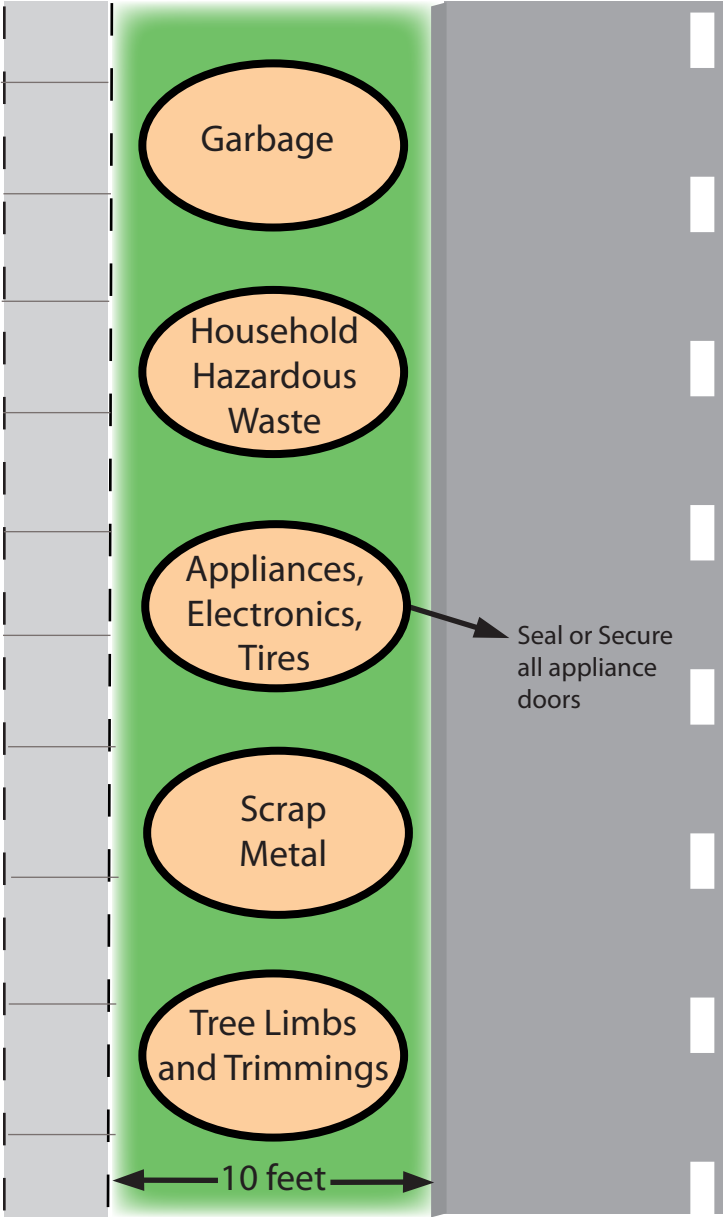 Garbage
Household
Hazardous
Waste
Appliances,
Electronics,
Tires
Seal or Secure
all appliance
doors
Scrap
Metal
Tree Limbs
and Trimmings
10 feet